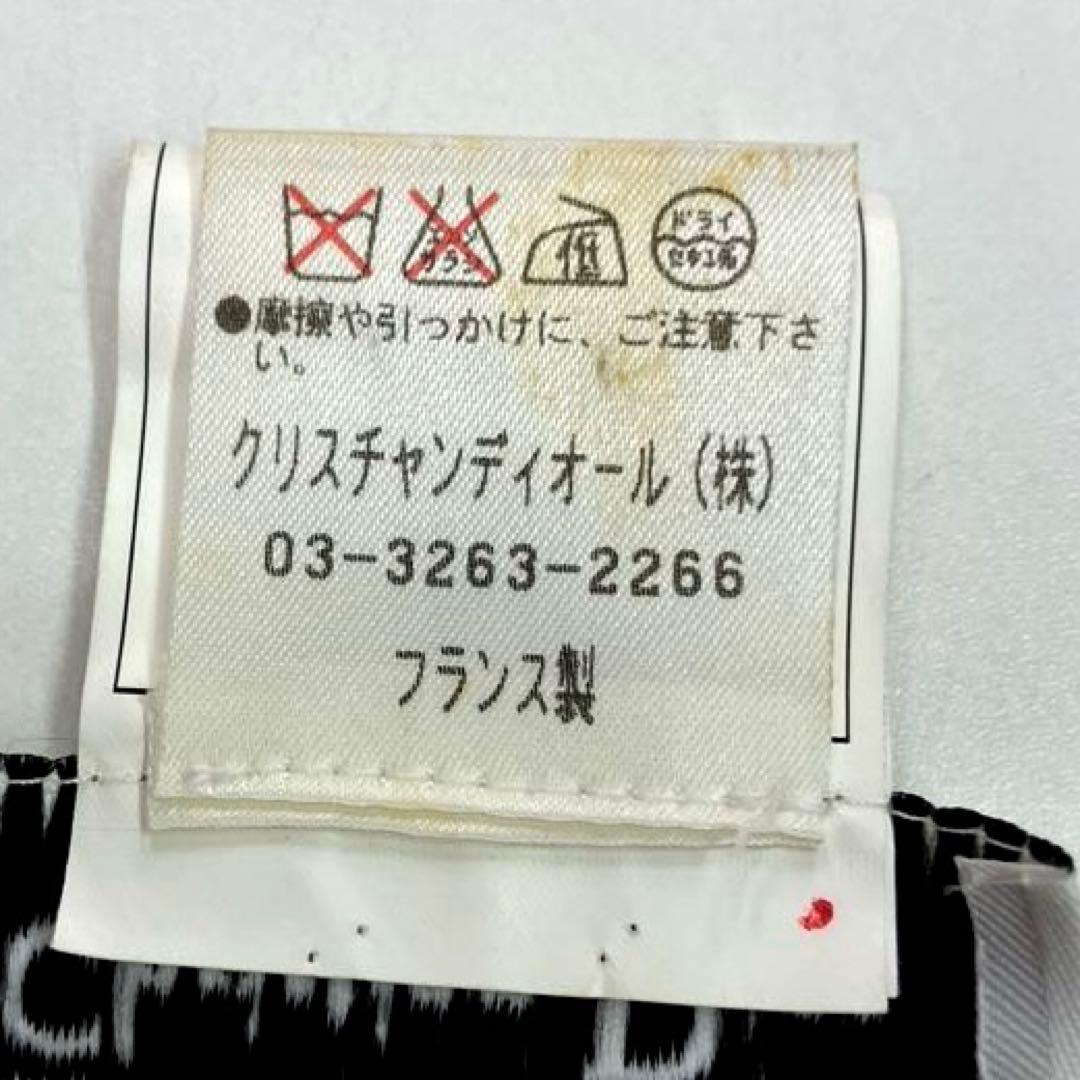 低
ドライ
セキユ系
●摩擦や引っかけに、ご注意下さ
い。
クリスチャンディオール(株)
03-3263-2266
フランス製